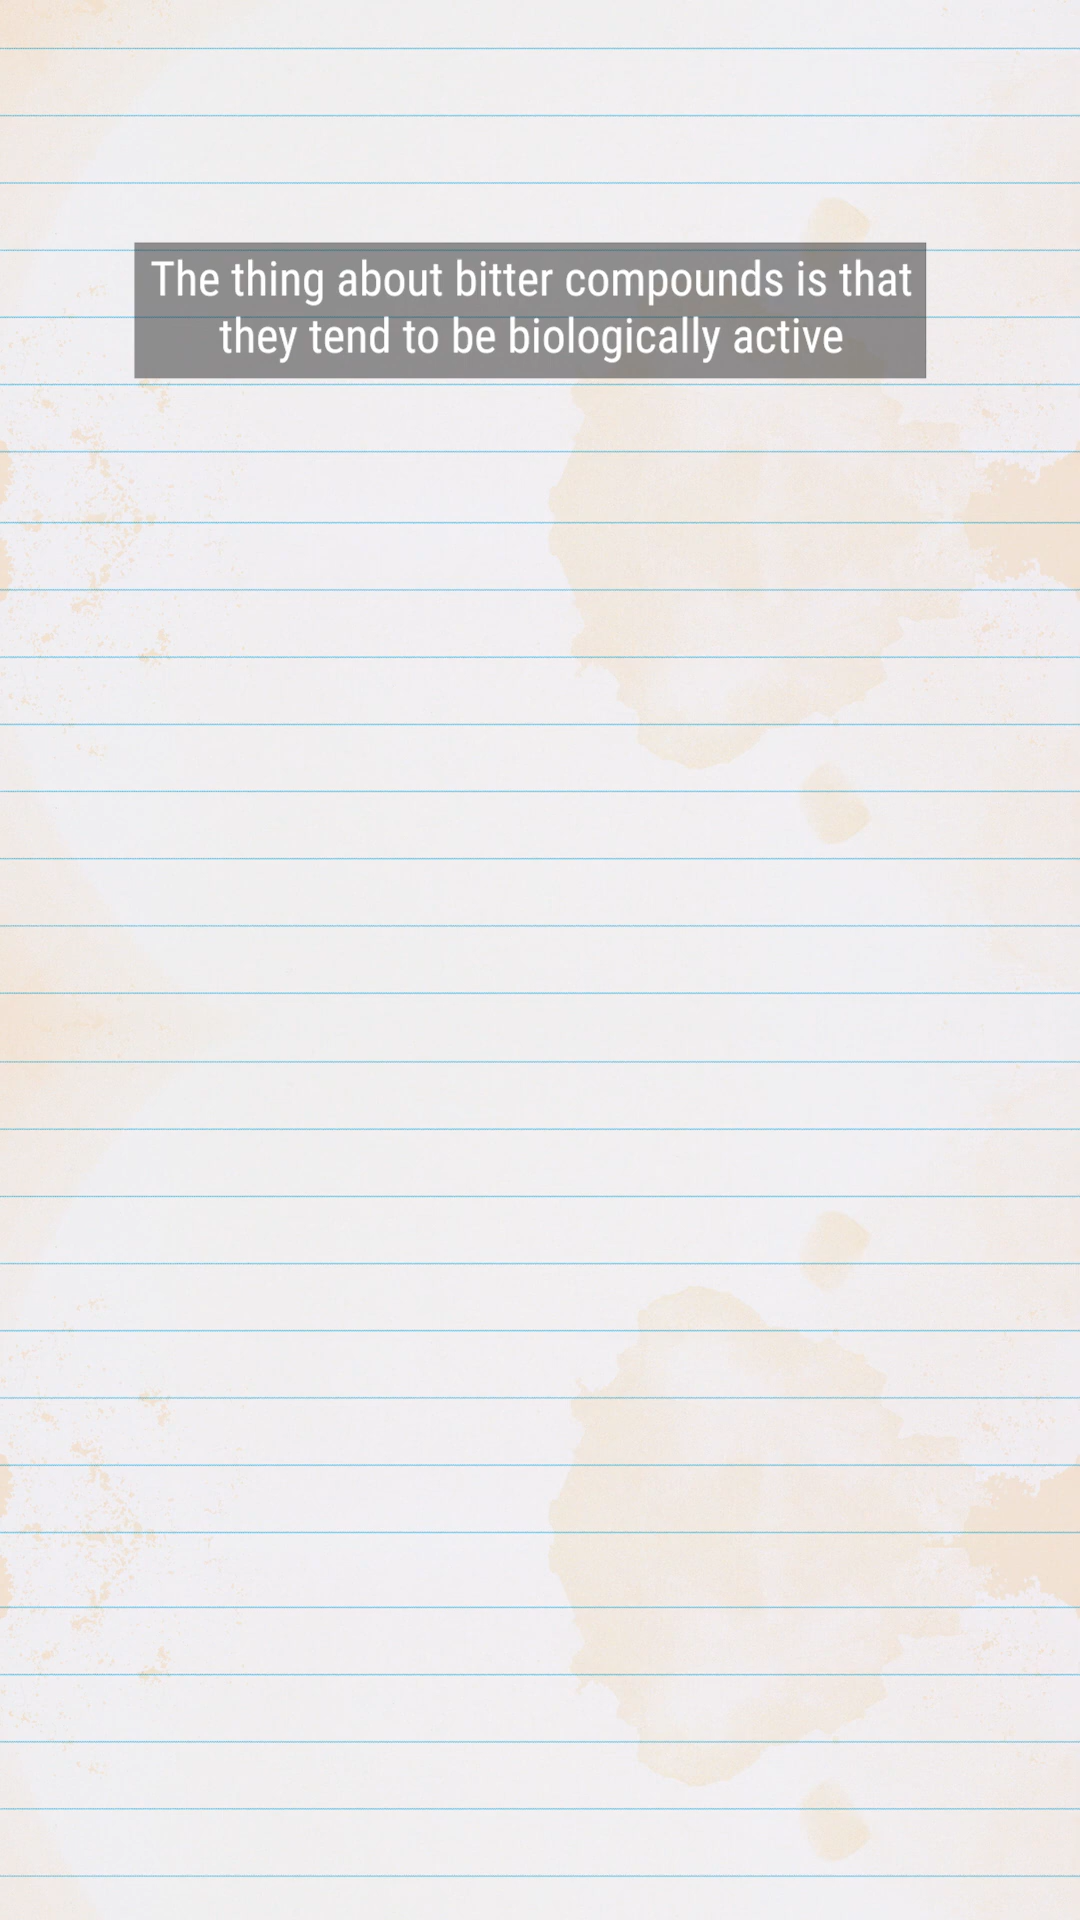 The thing about bitter compounds is that
they tend to be biologically active